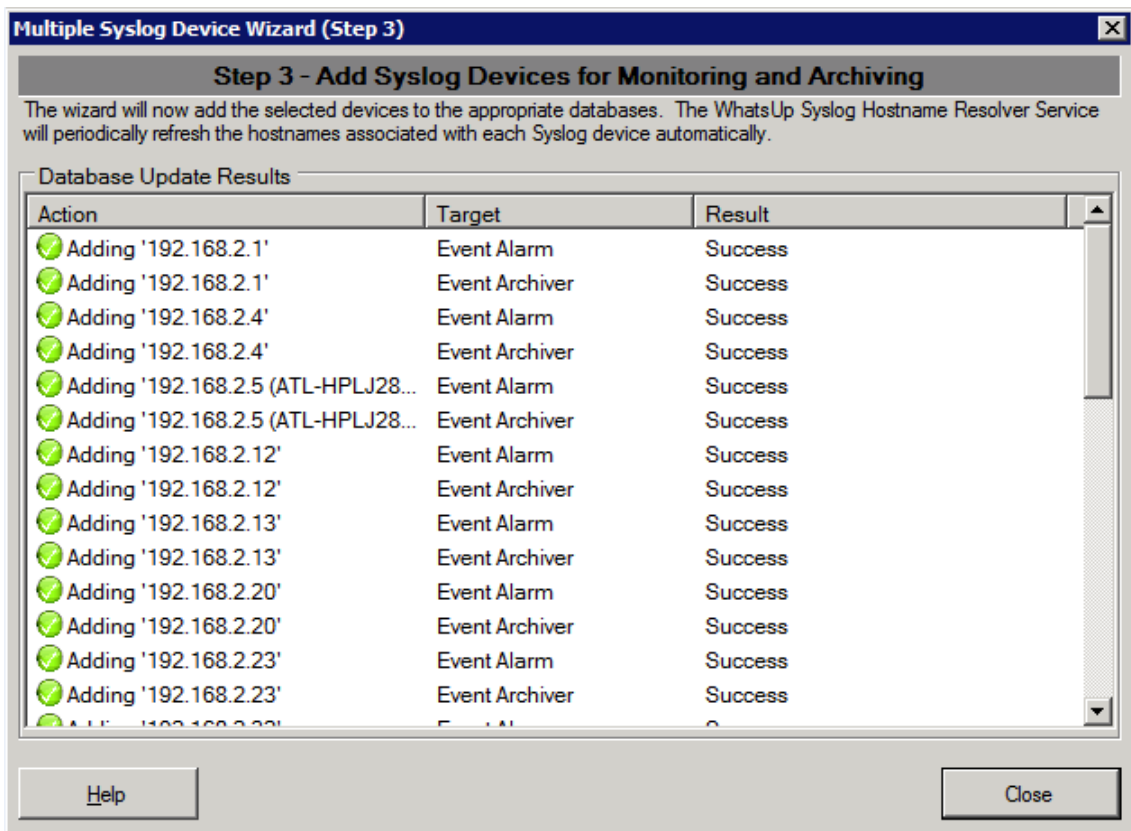 Multiple Syslog Device Wizard (Step 3)
Step 3 - Add Syslog Devices for Monitoring and Archiving
The wizard will now add the selected devices to the appropriate databases.  The WhatsUp Syslog Hostname Resolver Service
will periodically refresh the hostnames associated with each Syslog device automatically.
Database Update Results
Action Target Result
Adding '192.168.2.1' Event Alarm Success
Adding '192.168.2.1' Event Archiver Success
Adding '192.168.2.4' Event Alarm Success
Adding '192.168.2.4' Event Archiver Success
Adding '192.168.2.5 (ATL-HPLJ28... Event Alarm Success
Adding '192.168.2.5 (ATL-HPLJ28... Event Archiver Success
Adding '192.168.2.12' Event Alarm Success
Adding '192.168.2.12' Event Archiver Success
Adding '192.168.2.13' Event Alarm Success
Adding '192.168.2.13' Event Archiver Success
Adding '192.168.2.20' Event Alarm Success
Adding '192.168.2.20' Event Archiver Success
Adding '192.168.2.23' Event Alarm Success
Adding '192.168.2.23' Event Archiver Success
Help Close